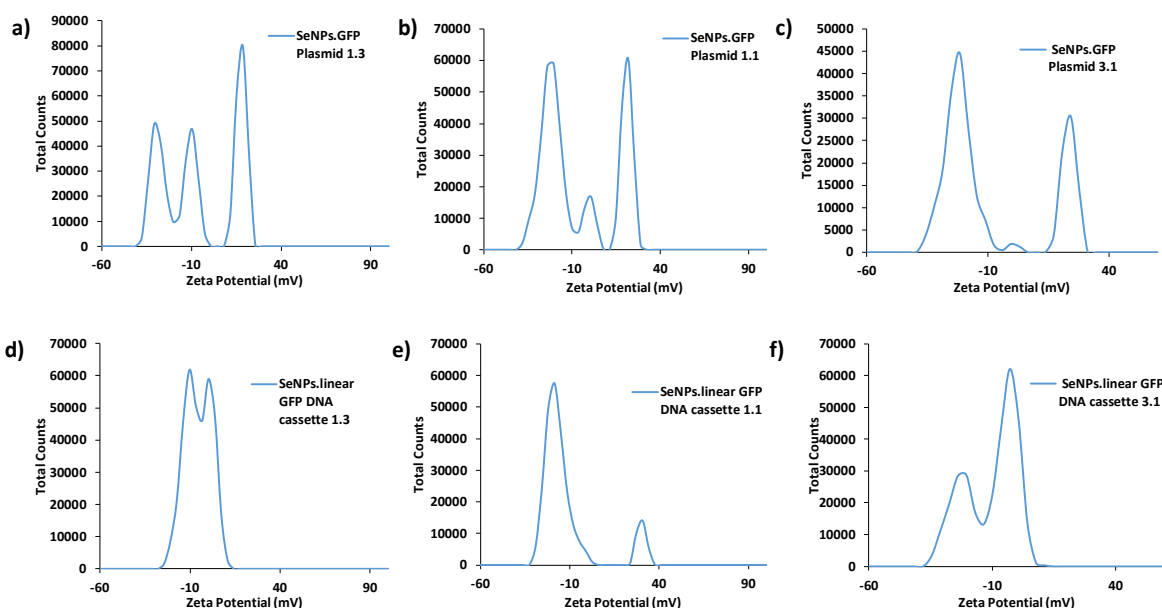 a)
SeNPs.GFP
Plasmid 1.3
Total Counts
90000
80000
70000
60000
50000
40000
30000
20000
10000
0
-60 -10 40 90
Zeta Potential (mV)
b)
SeNPs.GFP
Plasmid 1.1
Total Counts
70000
60000
50000
40000
30000
20000
10000
0
-60 -10 40 90
Zeta Potential (mV)
c)
SeNPs.GFP
Plasmid 3.1
Total Counts
50000
45000
40000
35000
30000
25000
20000
15000
10000
5000
0
-60 -10 40
Zeta Potential (mV)
d)
SeNPs.linear
GFP DNA
cassette 1.3
Total Counts
70000
60000
50000
40000
30000
20000
10000
0
-60 -10 40 90
Zeta Potential (mV)
e)
SeNPs.linear GFP
DNA cassette 1.1
Total Counts
70000
60000
50000
40000
30000
20000
10000
0
-60 -10 40 90
Zeta Potential (mV)
f)
SeNPs.linear GFP
DNA cassette 3.1
Total Counts
70000
60000
50000
40000
30000
20000
10000
0
-60 -10 40
Zeta Potential (mV)